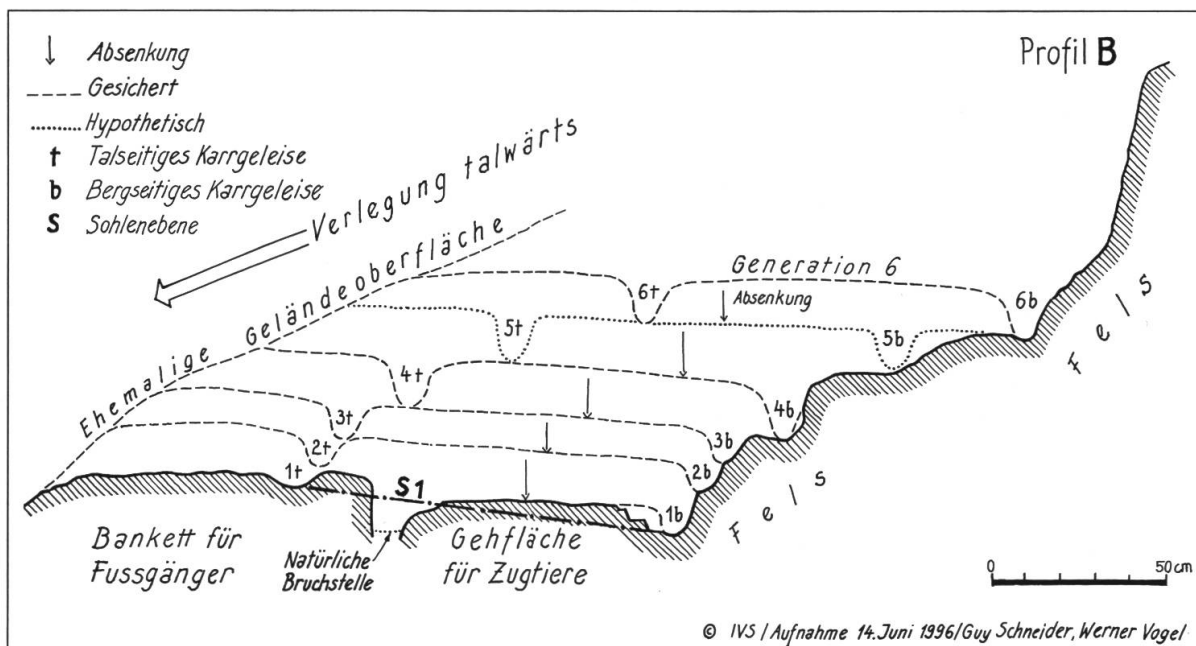 Profil B
Absenkung
Gesichert
Hypothetisch
t Talseitiges Karrgeleise
b Bergseitiges Karrgeleise
S Sohlenebene
Verlegung talwärts
Ehemalige Geländeoberfläche
Generation 6
Absenkung
6t
6b
5t
5b
4t
4b
3t
3b
2t
2b
1t
S1
1b
Fels
Fels
Bankett für
Fussgänger
Natürliche
Bruchstelle
Gehfläche
für Zugtiere
0 50 cm
© IVS / Aufnahme 14. Juni 1996/Guy Schneider, Werner Vogel